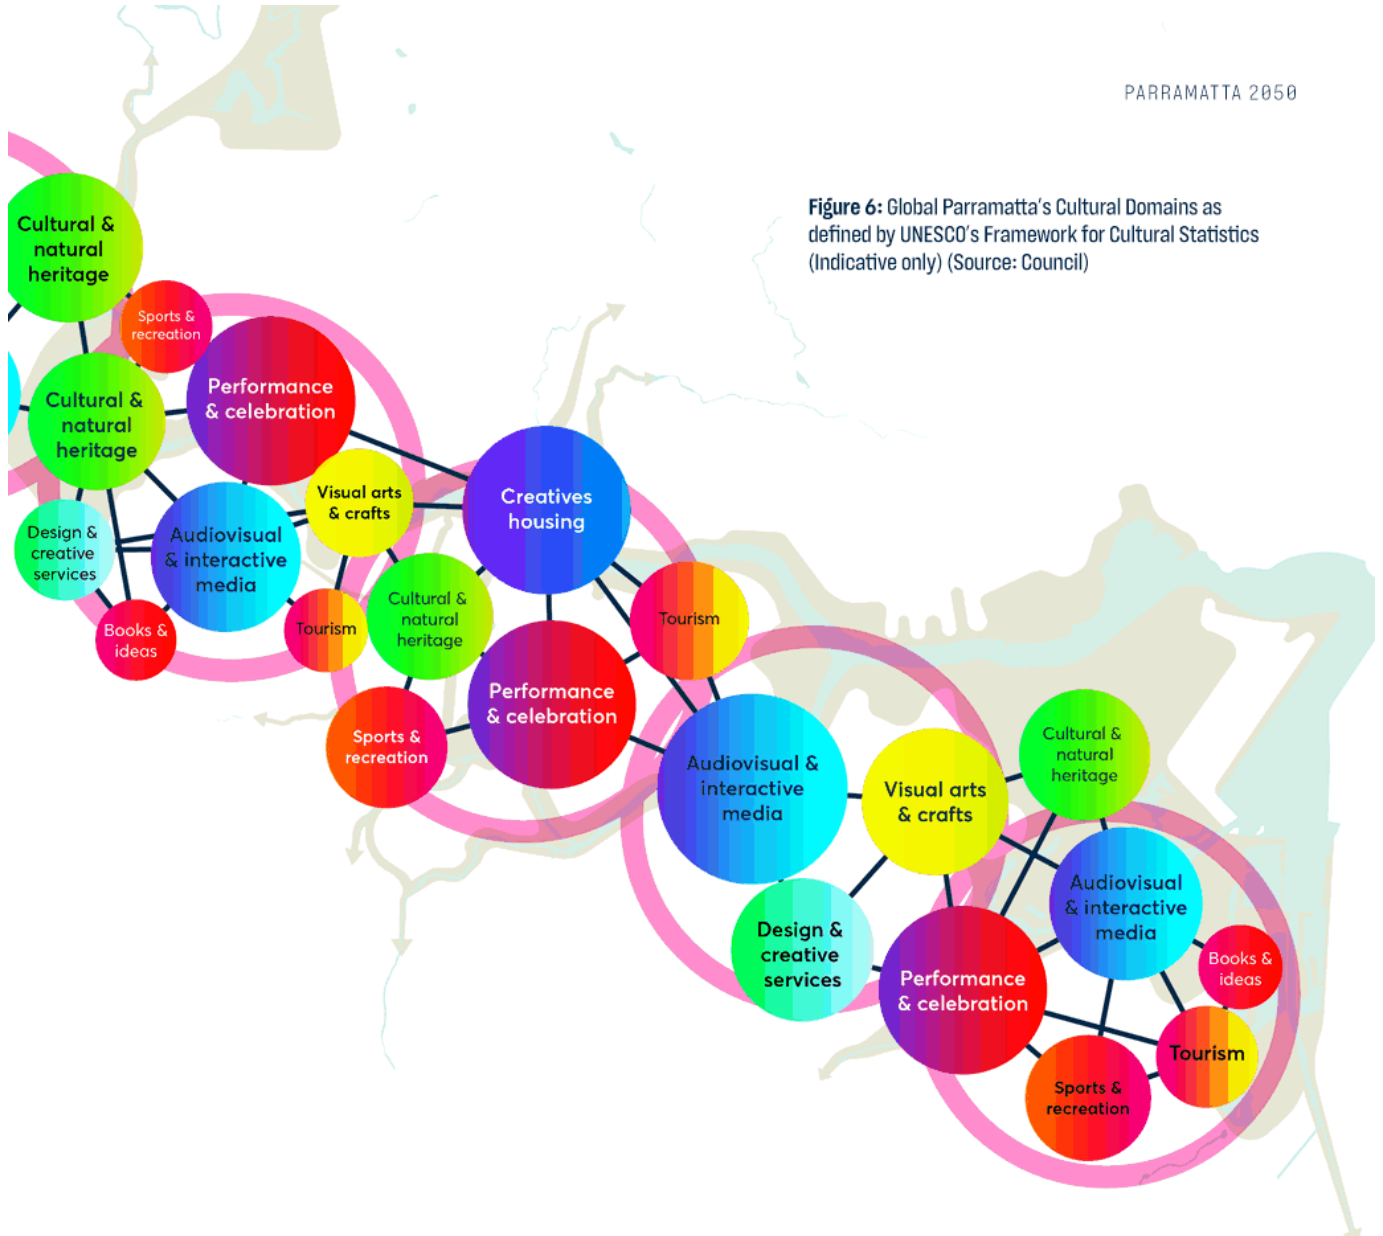 PARRAMATTA 2050
Figure 6: Global Parramatta's Cultural Domains as
defined by UNESCO's Framework for Cultural Statistics
(Indicative only) (Source: Council)
Cultural &
natural
heritage
Sports &
recreation
Performance
& celebration
Cultural &
natural
heritage
Visual arts
& crafts
Creatives
housing
Design &
creative
services
Audiovisual
& interactive
media
Books &
ideas
Tourism
Cultural &
natural
heritage
Tourism
Performance
& celebration
Sports &
recreation
Audiovisual &
interactive
media
Visual arts
& crafts
Cultural &
natural
heritage
Design &
creative
services
Performance
& celebration
Audiovisual
& interactive
media
Books &
ideas
Tourism
Sports &
recreation